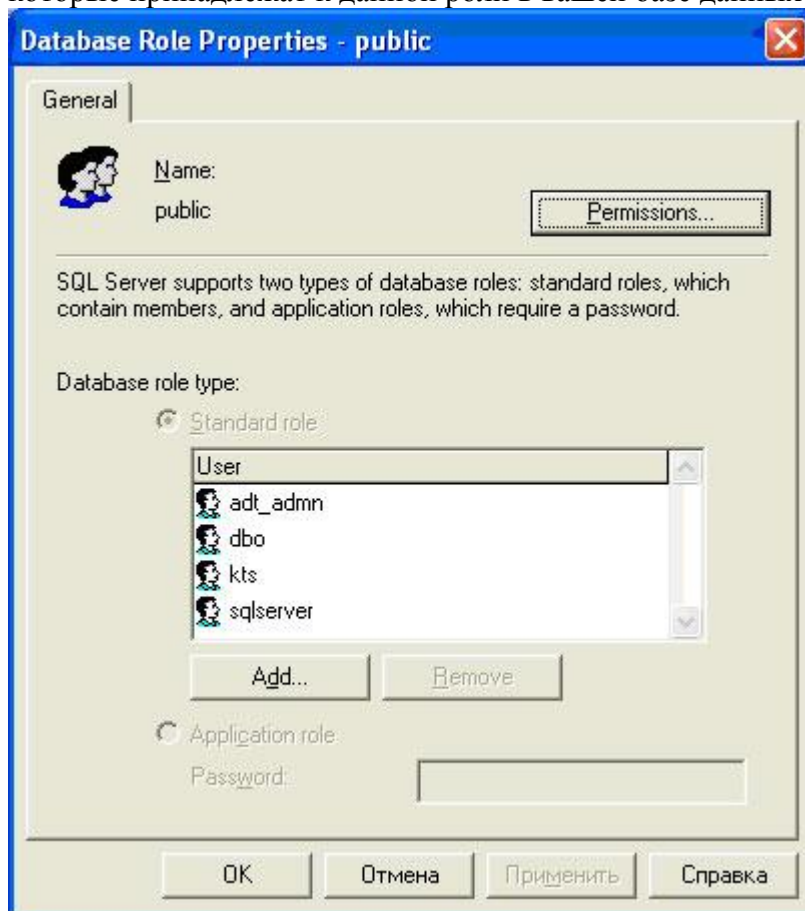 которые принадлежат к данной роли в вашей базе данных
Database Role Properties - public
General
Name:
public
Permissions...
SQL Server supports two types of database roles: standard roles, which
contain members, and application roles, which require a password.
Database role type:
Standard role
User
adt_admn
dbo
kts
sqlserver
Add...
Remove
Application role
Password:
OK
Отмена
Применить
Справка